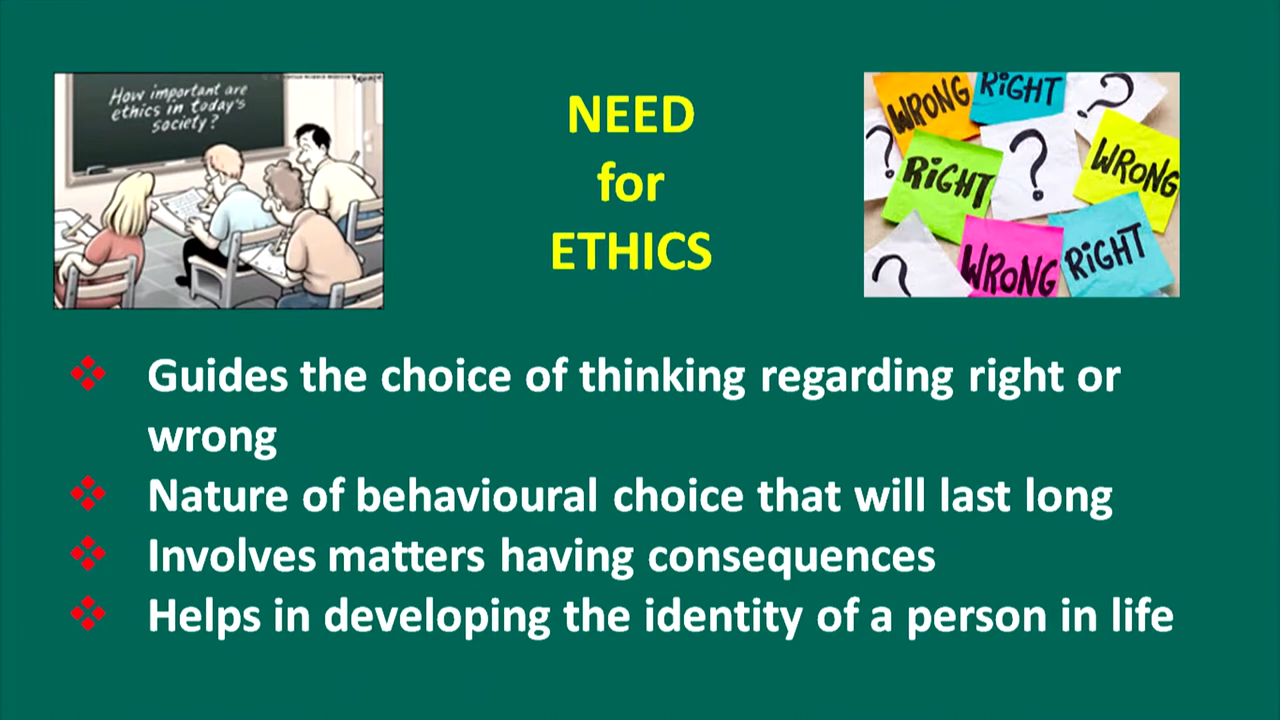 How important are
ethics in today's
society?
NEED
for
ETHICS
WRONG
RIGHT
?
?
RIGHT
?
WRONG
?
WRONG
RIGHT
Guides the choice of thinking regarding right or
wrong
Nature of behavioural choice that will last long
Involves matters having consequences
Helps in developing the identity of a person in life